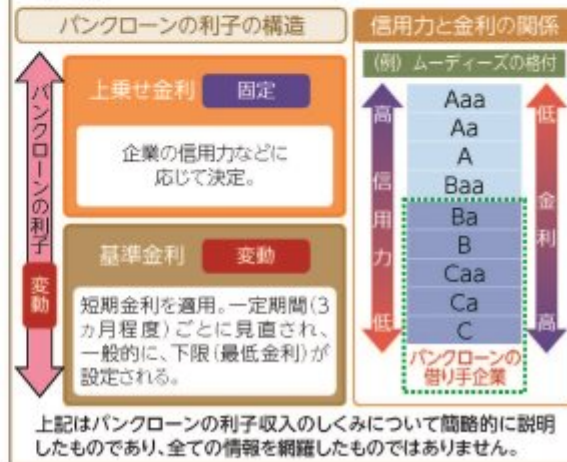 バンクローンの利子の構造
信用力と金利の関係
(例) ムーディーズの格付
バンクローンの利子
変動
上乗せ金利 固定
企業の信用力などに
応じて決定。
基準金利 変動
短期金利を適用。一定期間(3
ヵ月程度)ごとに見直され、
一般的に、下限(最低金利)が
設定される。
高 信用力 低
Aaa
Aa
A
Baa
Ba
B
Caa
Ca
C
バンクローンの
借り手企業
低 金利 高
上記はバンクローンの利子収入のしくみについて簡略的に説明
したものであり、全ての情報を網羅したものではありません。